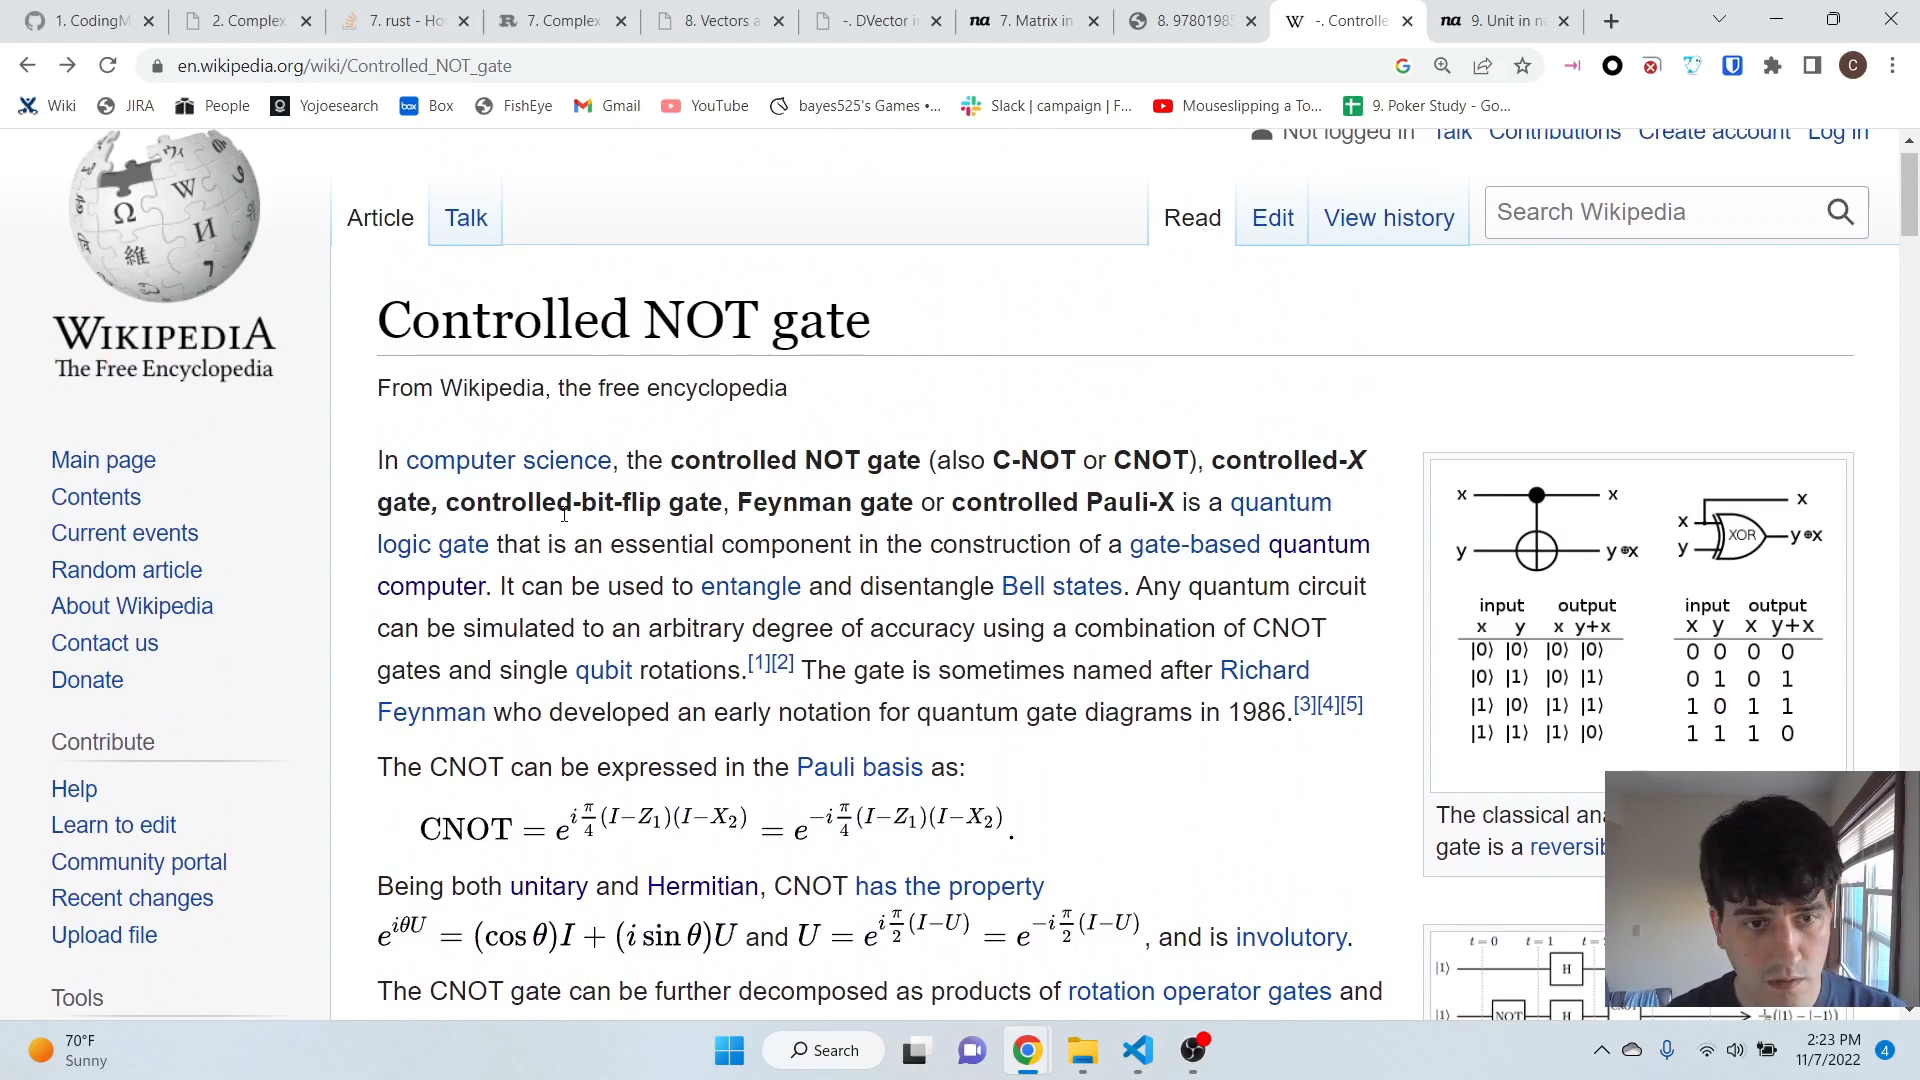 1. CodingM
2. Complex
7. rust - Ho
7. Complex
8. Vectors a
-. DVector in
na 7. Matrix in
8. 9780198
W -. Controlle
na 9. Unit in n
en.wikipedia.org/wiki/Controlled_NOT_gate
C
Wiki
JIRA
People
Yojoesearch
box Box
FishEye
Gmail
YouTube
bayes525's Games •...
Slack | campaign | F...
Mouseslipping a To...
9. Poker Study - Go...
Not logged in Talk Contributions Create account Log in
Article Talk
Read Edit View history
Search Wikipedia
WIKIPEDIA
The Free Encyclopedia
Main page
Contents
Current events
Random article
About Wikipedia
Contact us
Donate
Contribute
Help
Learn to edit
Community portal
Recent changes
Upload file
Tools
Controlled NOT gate
From Wikipedia, the free encyclopedia
In computer science, the controlled NOT gate (also C-NOT or CNOT), controlled-X
gate, controlled-bit-flip gate, Feynman gate or controlled Pauli-X is a quantum
logic gate that is an essential component in the construction of a gate-based quantum
computer. It can be used to entangle and disentangle Bell states. Any quantum circuit
can be simulated to an arbitrary degree of accuracy using a combination of CNOT
gates and single qubit rotations.[1][2] The gate is sometimes named after Richard
Feynman who developed an early notation for quantum gate diagrams in 1986.[3][4][5]
The CNOT can be expressed in the Pauli basis as:
CNOT = e^{i π/4 (I−Z₁)(I−X₂)} = e^{−i π/4 (I−Z₁)(I−X₂)}.
Being both unitary and Hermitian, CNOT has the property
e^{iθU} = (cos θ)I + (i sin θ)U and U = e^{i π/2 (I−U)} = e^{−i π/2 (I−U)}, and is involutory.
The CNOT gate can be further decomposed as products of rotation operator gates and
x x
y y⊕x
x x
y XOR y⊕x
input output
x y x y+x
|0⟩ |0⟩ |0⟩ |0⟩
|0⟩ |1⟩ |0⟩ |1⟩
|1⟩ |0⟩ |1⟩ |1⟩
|1⟩ |1⟩ |1⟩ |0⟩
input output
x y x y+x
0 0 0 0
0 1 0 1
1 0 1 1
1 1 1 0
The classical
gate is a
t = 0 t = 1
|1⟩ H
|1⟩ NOT H
70°F
Sunny
Search
2:23 PM
11/7/2022
4